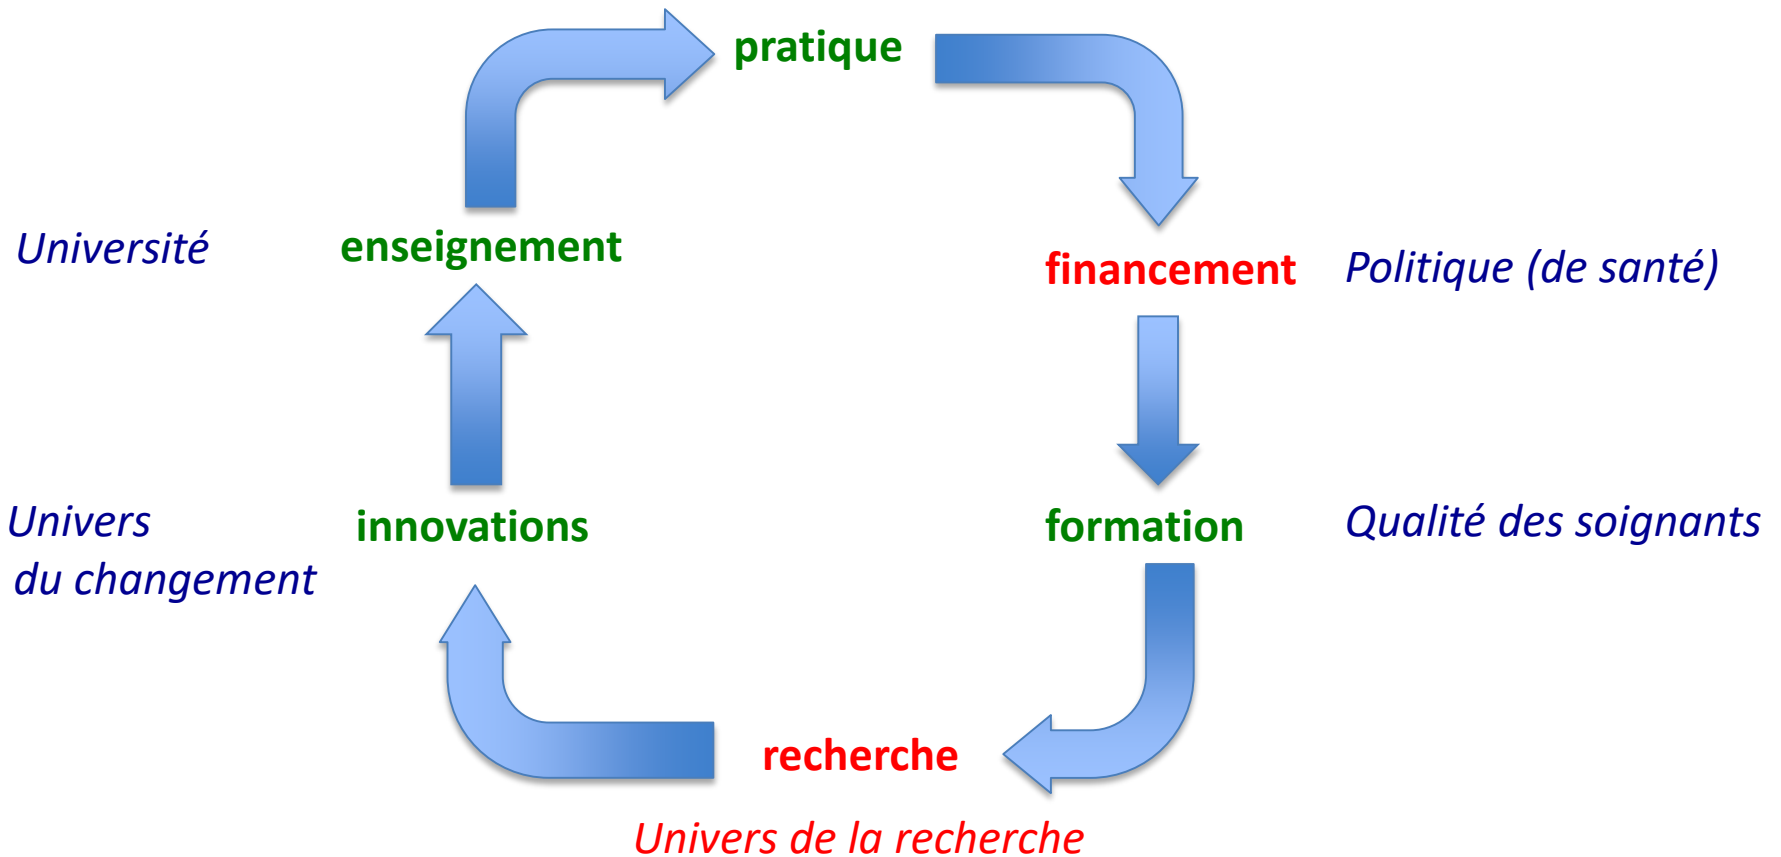 pratique
Université
enseignement
financement
Politique (de santé)
Univers
du changement
innovations
formation
Qualité des soignants
recherche
Univers de la recherche